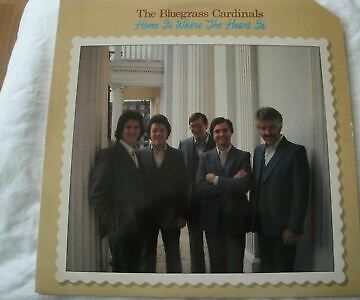 The Bluegrass Cardinals
Home Is Where The Heart Is